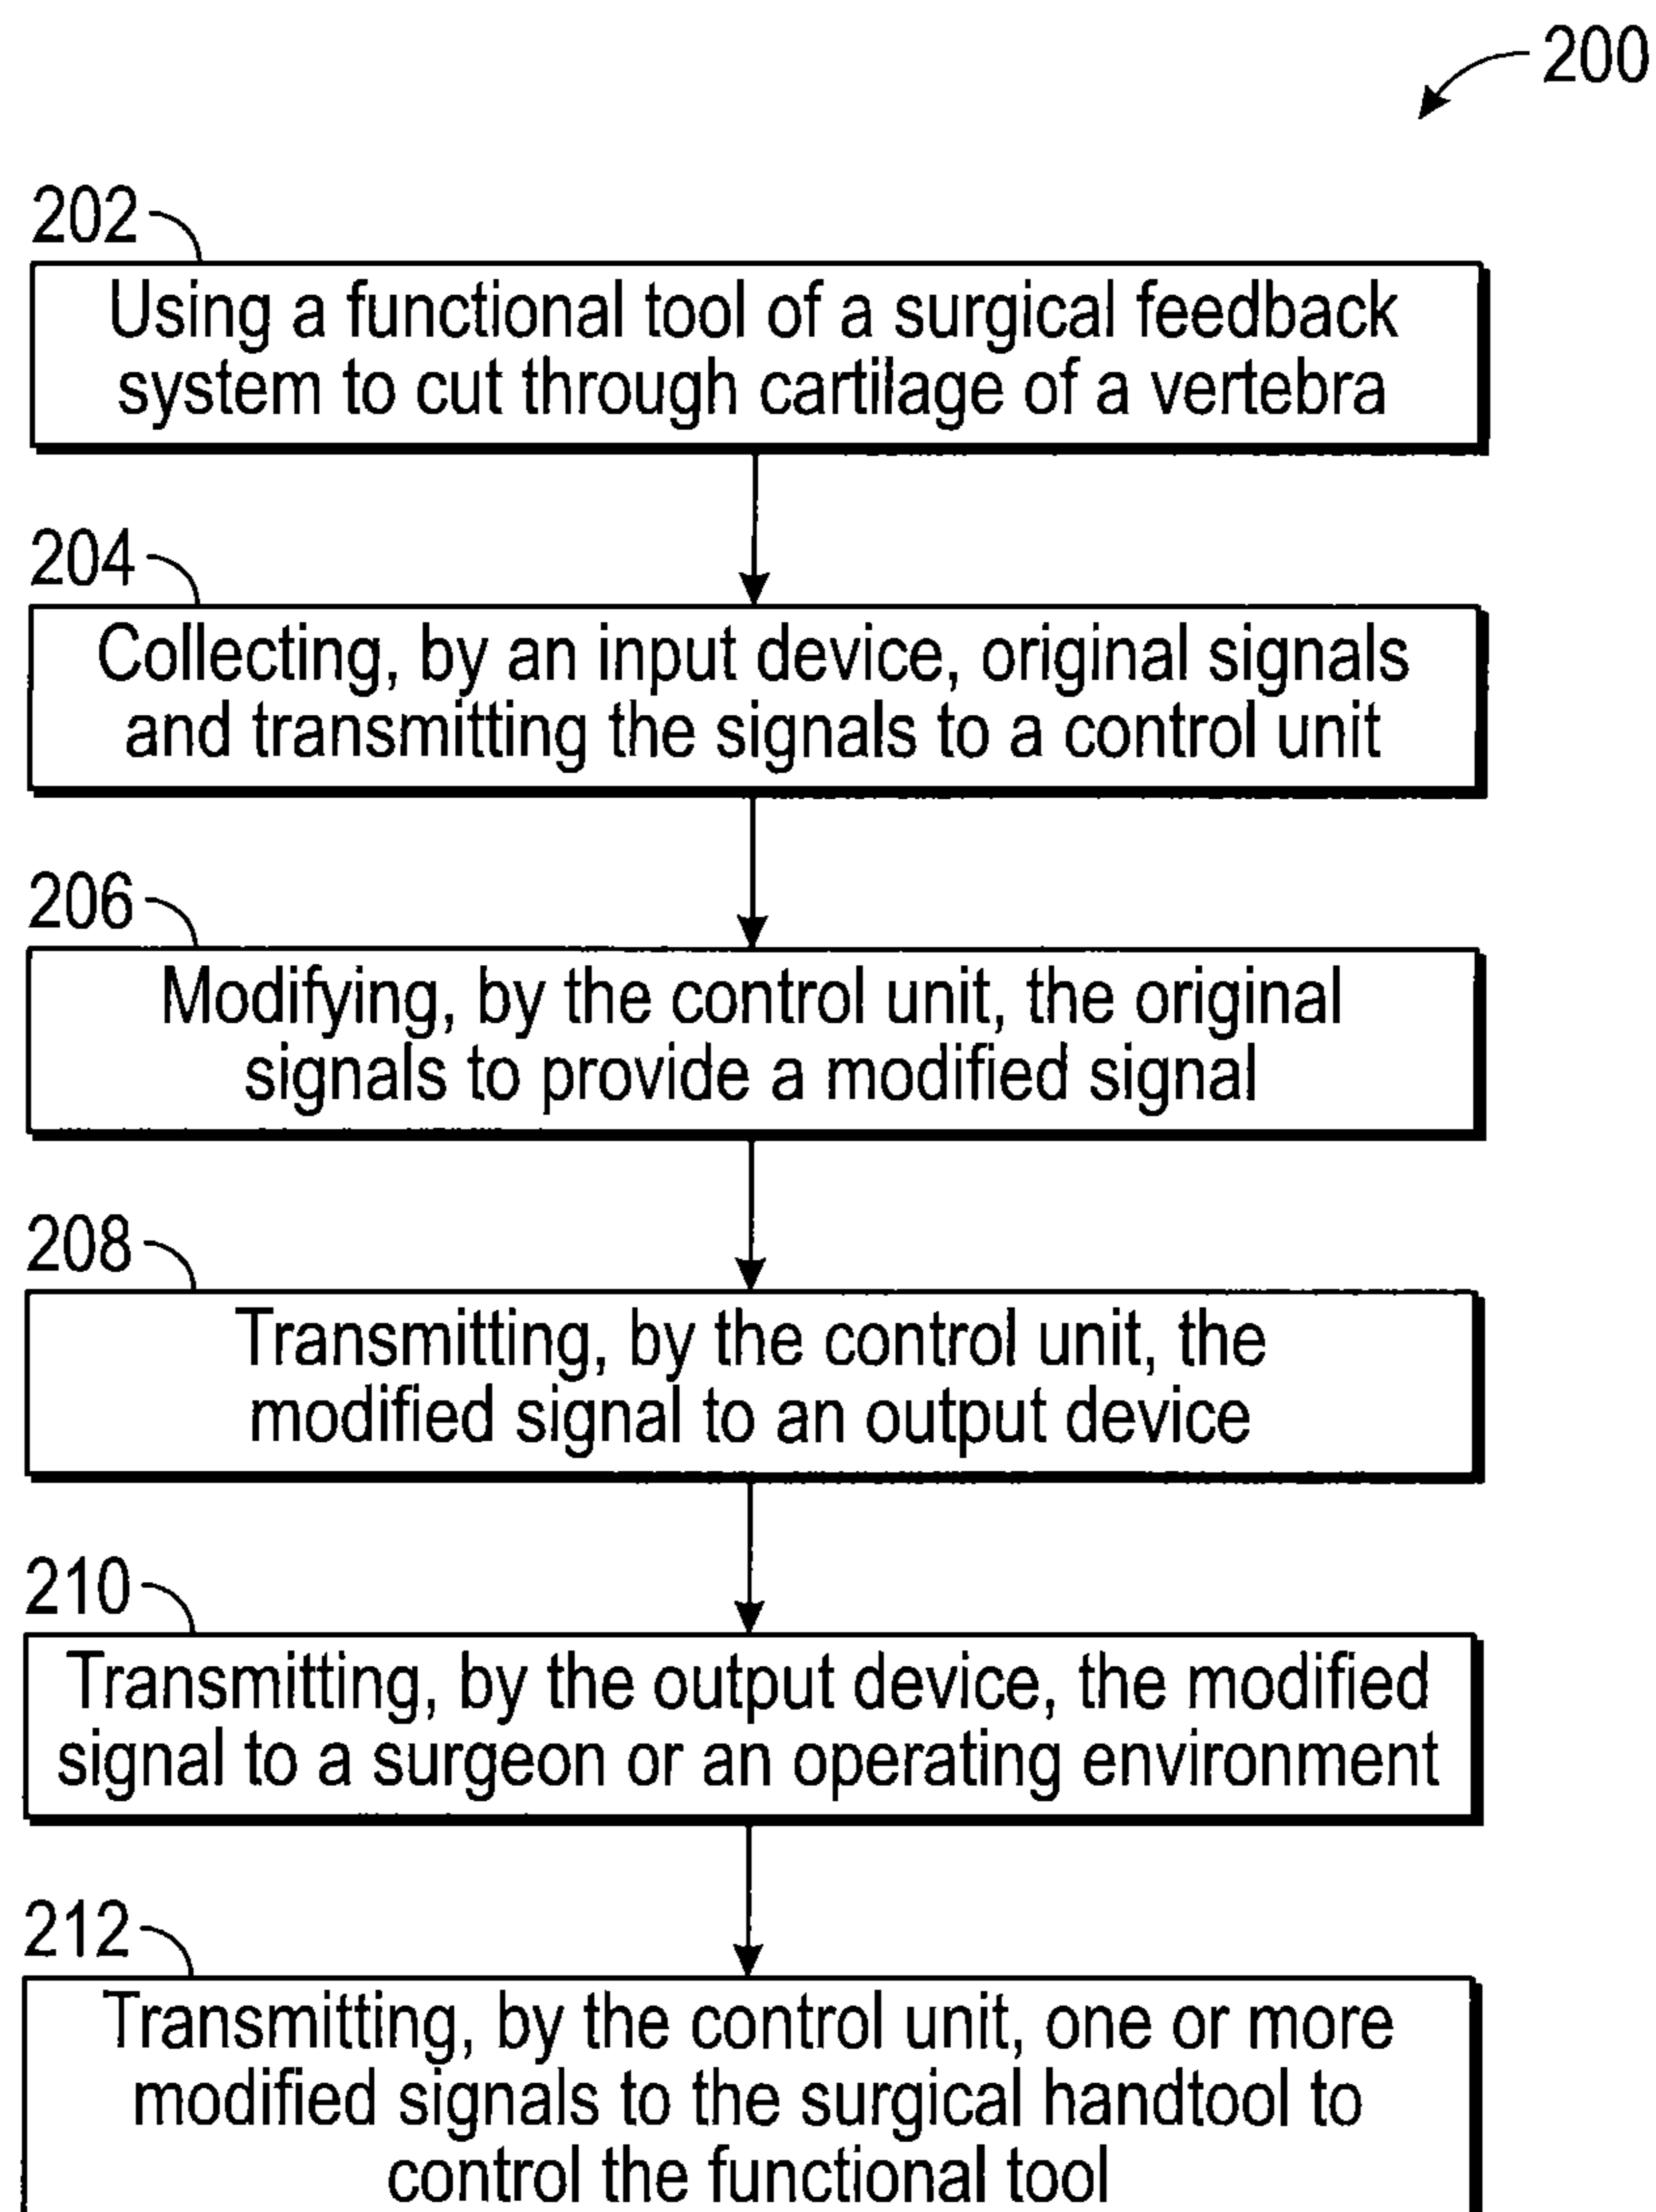 200
202
Using a functional tool of a surgical feedback
system to cut through cartilage of a vertebra
204
Collecting, by an input device, original signals
and transmitting the signals to a control unit
206
Modifying, by the control unit, the original
signals to provide a modified signal
208
Transmitting, by the control unit, the
modified signal to an output device
210
Transmitting, by the output device, the modified
signal to a surgeon or an operating environment
212
Transmitting, by the control unit, one or more
modified signals to the surgical handtool to
control the functional tool